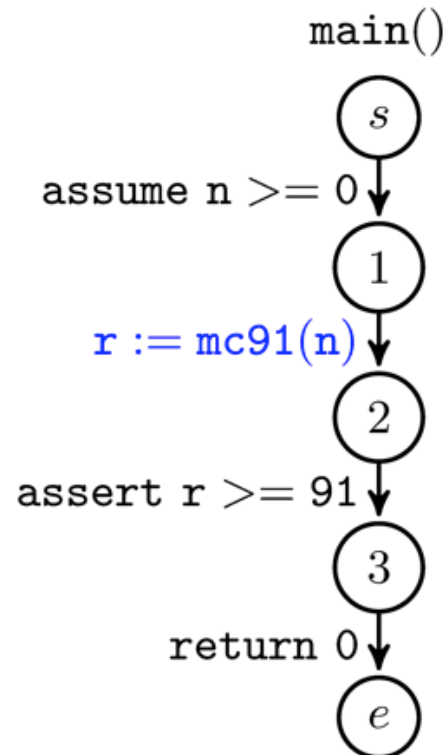 main()
s
assume n >= 0
1
r := mc91(n)
2
assert r >= 91
3
return 0
e